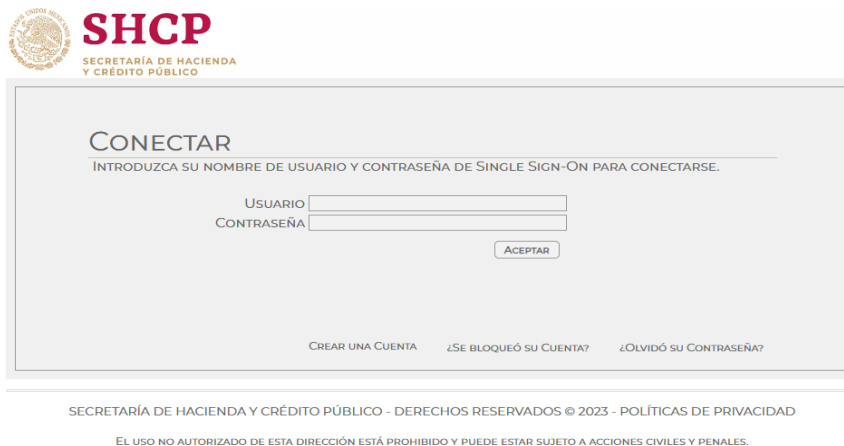 SHCP
SECRETARÍA DE HACIENDA
Y CRÉDITO PÚBLICO
CONECTAR
INTRODUZCA SU NOMBRE DE USUARIO Y CONTRASEÑA DE SINGLE SIGN-ON PARA CONECTARSE.
USUARIO
CONTRASEÑA
ACEPTAR
CREAR UNA CUENTA ¿SE BLOQUEÓ SU CUENTA? ¿OLVIDÓ SU CONTRASEÑA?
SECRETARÍA DE HACIENDA Y CRÉDITO PÚBLICO - DERECHOS RESERVADOS © 2023 - POLÍTICAS DE PRIVACIDAD
EL USO NO AUTORIZADO DE ESTA DIRECCIÓN ESTÁ PROHIBIDO Y PUEDE ESTAR SUJETO A ACCIONES CIVILES Y PENALES.